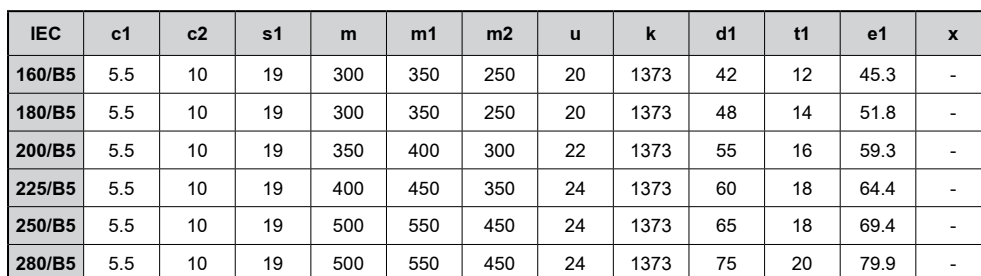 IEC c1 c2 s1 m m1 m2 u k d1 t1 e1 x
160/B5 5.5 10 19 300 350 250 20 1373 42 12 45.3 -
180/B5 5.5 10 19 300 350 250 20 1373 48 14 51.8 -
200/B5 5.5 10 19 350 400 300 22 1373 55 16 59.3 -
225/B5 5.5 10 19 400 450 350 24 1373 60 18 64.4 -
250/B5 5.5 10 19 500 550 450 24 1373 65 18 69.4 -
280/B5 5.5 10 19 500 550 450 24 1373 75 20 79.9 -